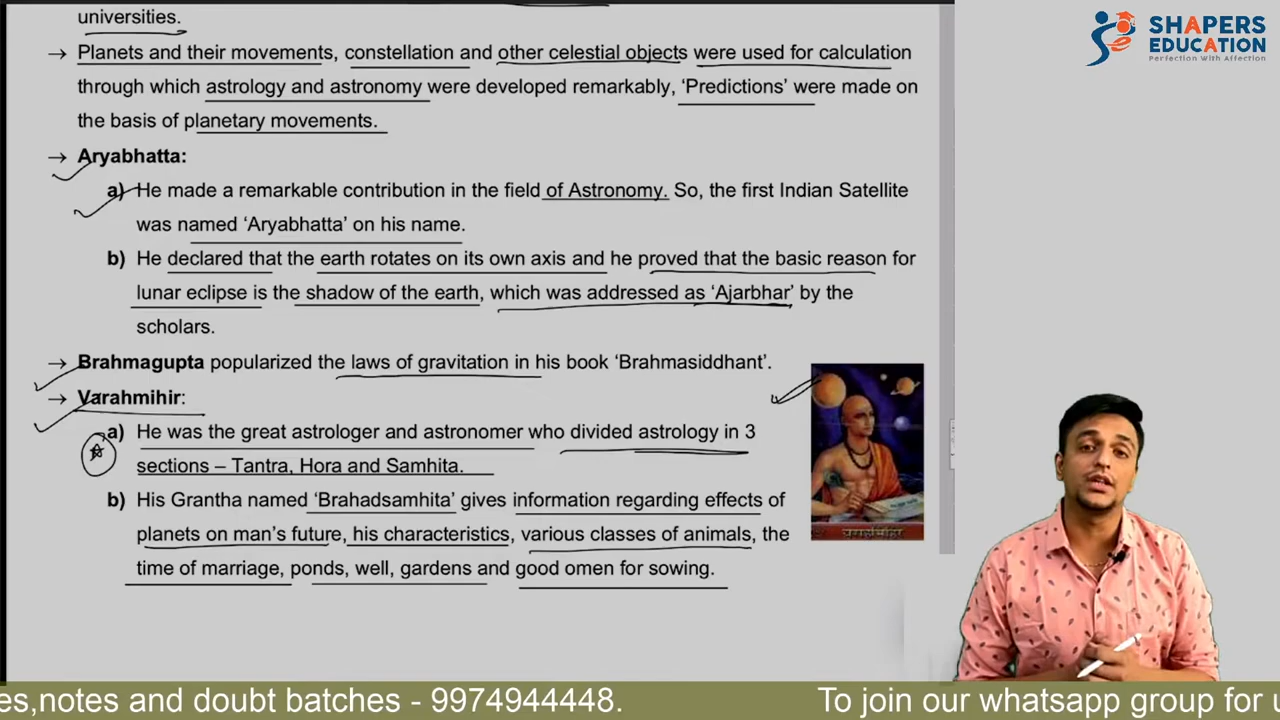 universities.
SHAPERS
EDUCATION
Perfection With Affection
→ Planets and their movements, constellation and other celestial objects were used for calculation
through which astrology and astronomy were developed remarkably, ‘Predictions’ were made on
the basis of planetary movements.
→ Aryabhatta:
a) He made a remarkable contribution in the field of Astronomy. So, the first Indian Satellite
was named ‘Aryabhatta’ on his name.
b) He declared that the earth rotates on its own axis and he proved that the basic reason for
lunar eclipse is the shadow of the earth, which was addressed as ‘Ajarbhar’ by the
scholars.
→ Brahmagupta popularized the laws of gravitation in his book ‘Brahmasiddhant’.
→ Varahmihir:
a) He was the great astrologer and astronomer who divided astrology in 3
sections – Tantra, Hora and Samhita.
b) His Grantha named ‘Brahadsamhita’ gives information regarding effects of
planets on man’s future, his characteristics, various classes of animals, the
time of marriage, ponds, well, gardens and good omen for sowing.
es,notes and doubt batches - 9974944448.
To join our whatsapp group for u